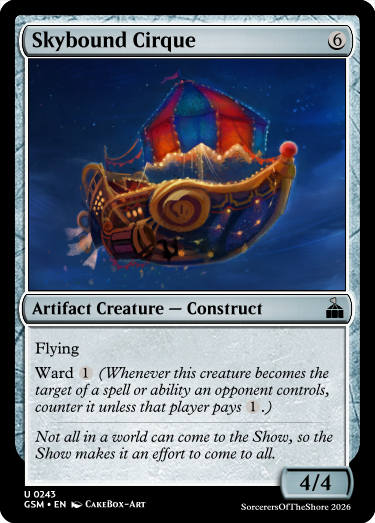 Skybound Cirque 6
Artifact Creature — Construct
Flying
Ward 1 (Whenever this creature becomes the
target of a spell or ability an opponent controls,
counter it unless that player pays 1.)
Not all in a world can come to the Show, so the
Show makes it an effort to come to all.
4/4
U 0243
GSM • EN CakeBox-Art
SorcerersOfTheShore 2026